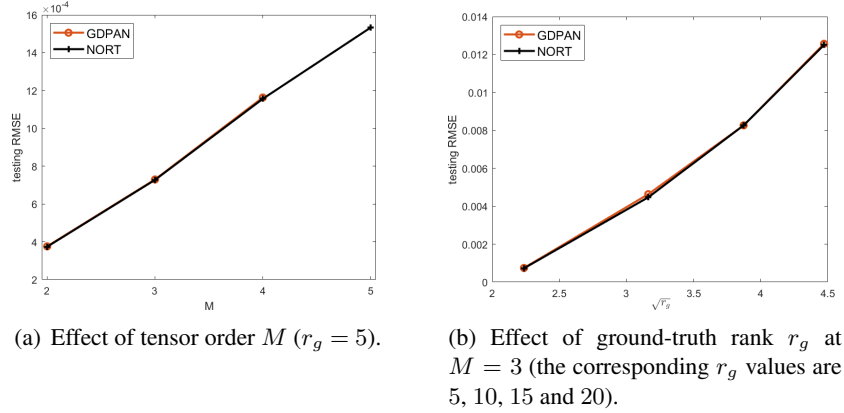 16 ×10⁻⁴
GDPAN
NORT
14
12
10
8
6
4
2
testing RMSE
2 3 4 5
M
(a) Effect of tensor order M (r_g = 5).
0.014
GDPAN
NORT
0.012
0.01
0.008
0.006
0.004
0.002
0
testing RMSE
2 2.5 3 3.5 4 4.5
√r_g
(b) Effect of ground-truth rank r_g at
M = 3 (the corresponding r_g values are
5, 10, 15 and 20).